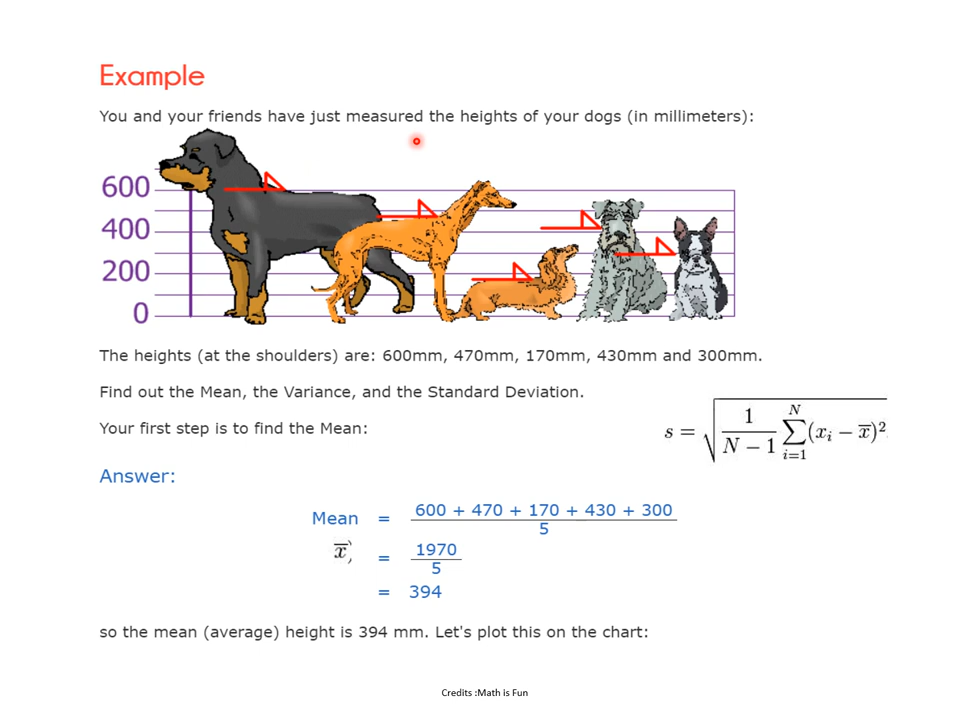 Example
You and your friends have just measured the heights of your dogs (in millimeters):
600
400
200
0
The heights (at the shoulders) are: 600mm, 470mm, 170mm, 430mm and 300mm.
Find out the Mean, the Variance, and the Standard Deviation.
s = √( 1/(N − 1) ∑_{i=1}^{N} (x_i − x̅)² )
Your first step is to find the Mean:
Answer:
Mean = (600 + 470 + 170 + 430 + 300)/5
x̅ = 1970/5
= 394
so the mean (average) height is 394 mm. Let's plot this on the chart:
Credits :Math is Fun